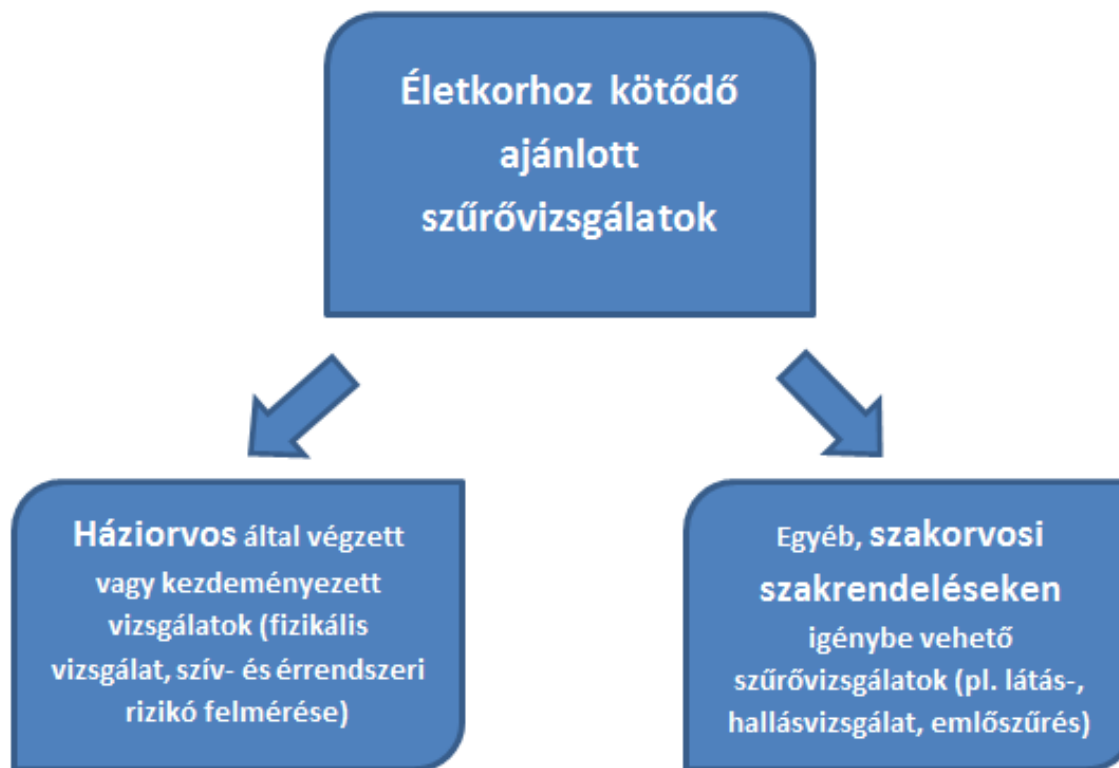 Életkorhoz kötődő
ajánlott
szűrővizsgálatok
Háziorvos által végzett
vagy kezdeményezett
vizsgálatok (fizikális
vizsgálat, szív- és érrendszeri
rizikó felmérése)
Egyéb, szakorvosi
szakrendeléseken
igénybe vehető
szűrővizsgálatok (pl. látás-,
hallásvizsgálat, emlőszűrés)